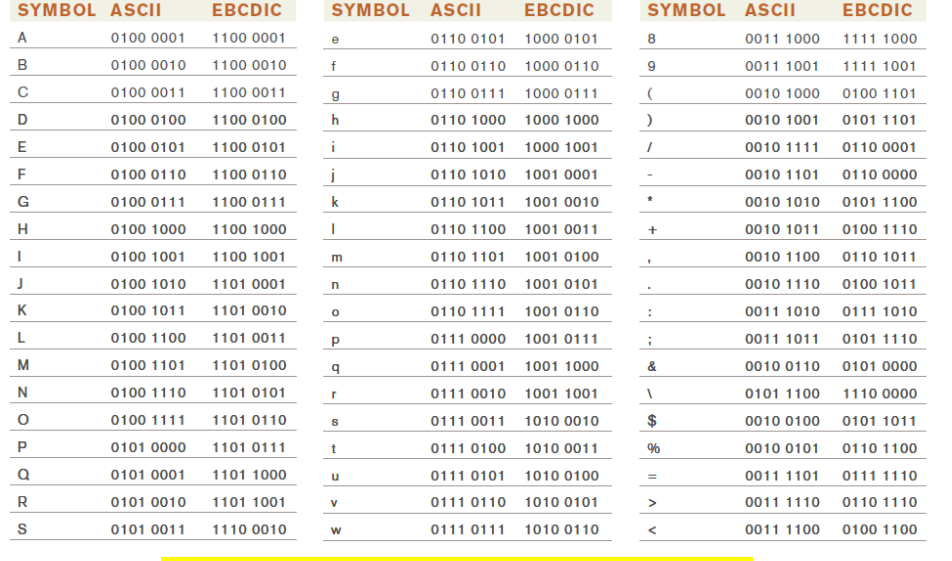 SYMBOL ASCII EBCDIC SYMBOL ASCII EBCDIC SYMBOL ASCII EBCDIC
A 0100 0001 1100 0001 e 0110 0101 1000 0101 8 0011 1000 1111 1000
B 0100 0010 1100 0010 f 0110 0110 1000 0110 9 0011 1001 1111 1001
C 0100 0011 1100 0011 g 0110 0111 1000 0111 ( 0010 1000 0100 1101
D 0100 0100 1100 0100 h 0110 1000 1000 1000 ) 0010 1001 0101 1101
E 0100 0101 1100 0101 i 0110 1001 1000 1001 / 0010 1111 0110 0001
F 0100 0110 1100 0110 j 0110 1010 1001 0001 - 0010 1101 0110 0000
G 0100 0111 1100 0111 k 0110 1011 1001 0010 * 0010 1010 0101 1100
H 0100 1000 1100 1000 l 0110 1100 1001 0011 + 0010 1011 0100 1110
I 0100 1001 1100 1001 m 0110 1101 1001 0100 , 0010 1100 0110 1011
J 0100 1010 1101 0001 n 0110 1110 1001 0101 . 0010 1110 0100 1011
K 0100 1011 1101 0010 o 0110 1111 1001 0110 : 0011 1010 0111 1010
L 0100 1100 1101 0011 p 0111 0000 1001 0111 ; 0011 1011 0101 1110
M 0100 1101 1101 0100 q 0111 0001 1001 1000 & 0010 0110 0101 0000
N 0100 1110 1101 0101 r 0111 0010 1001 1001 \ 0101 1100 1110 0000
O 0100 1111 1101 0110 s 0111 0011 1010 0010 $ 0010 0100 0101 1011
P 0101 0000 1101 0111 t 0111 0100 1010 0011 % 0010 0101 0110 1100
Q 0101 0001 1101 1000 u 0111 0101 1010 0100 = 0011 1101 0111 1110
R 0101 0010 1101 1001 v 0111 0110 1010 0101 > 0011 1110 0110 1110
S 0101 0011 1110 0010 w 0111 0111 1010 0110 < 0011 1100 0100 1100